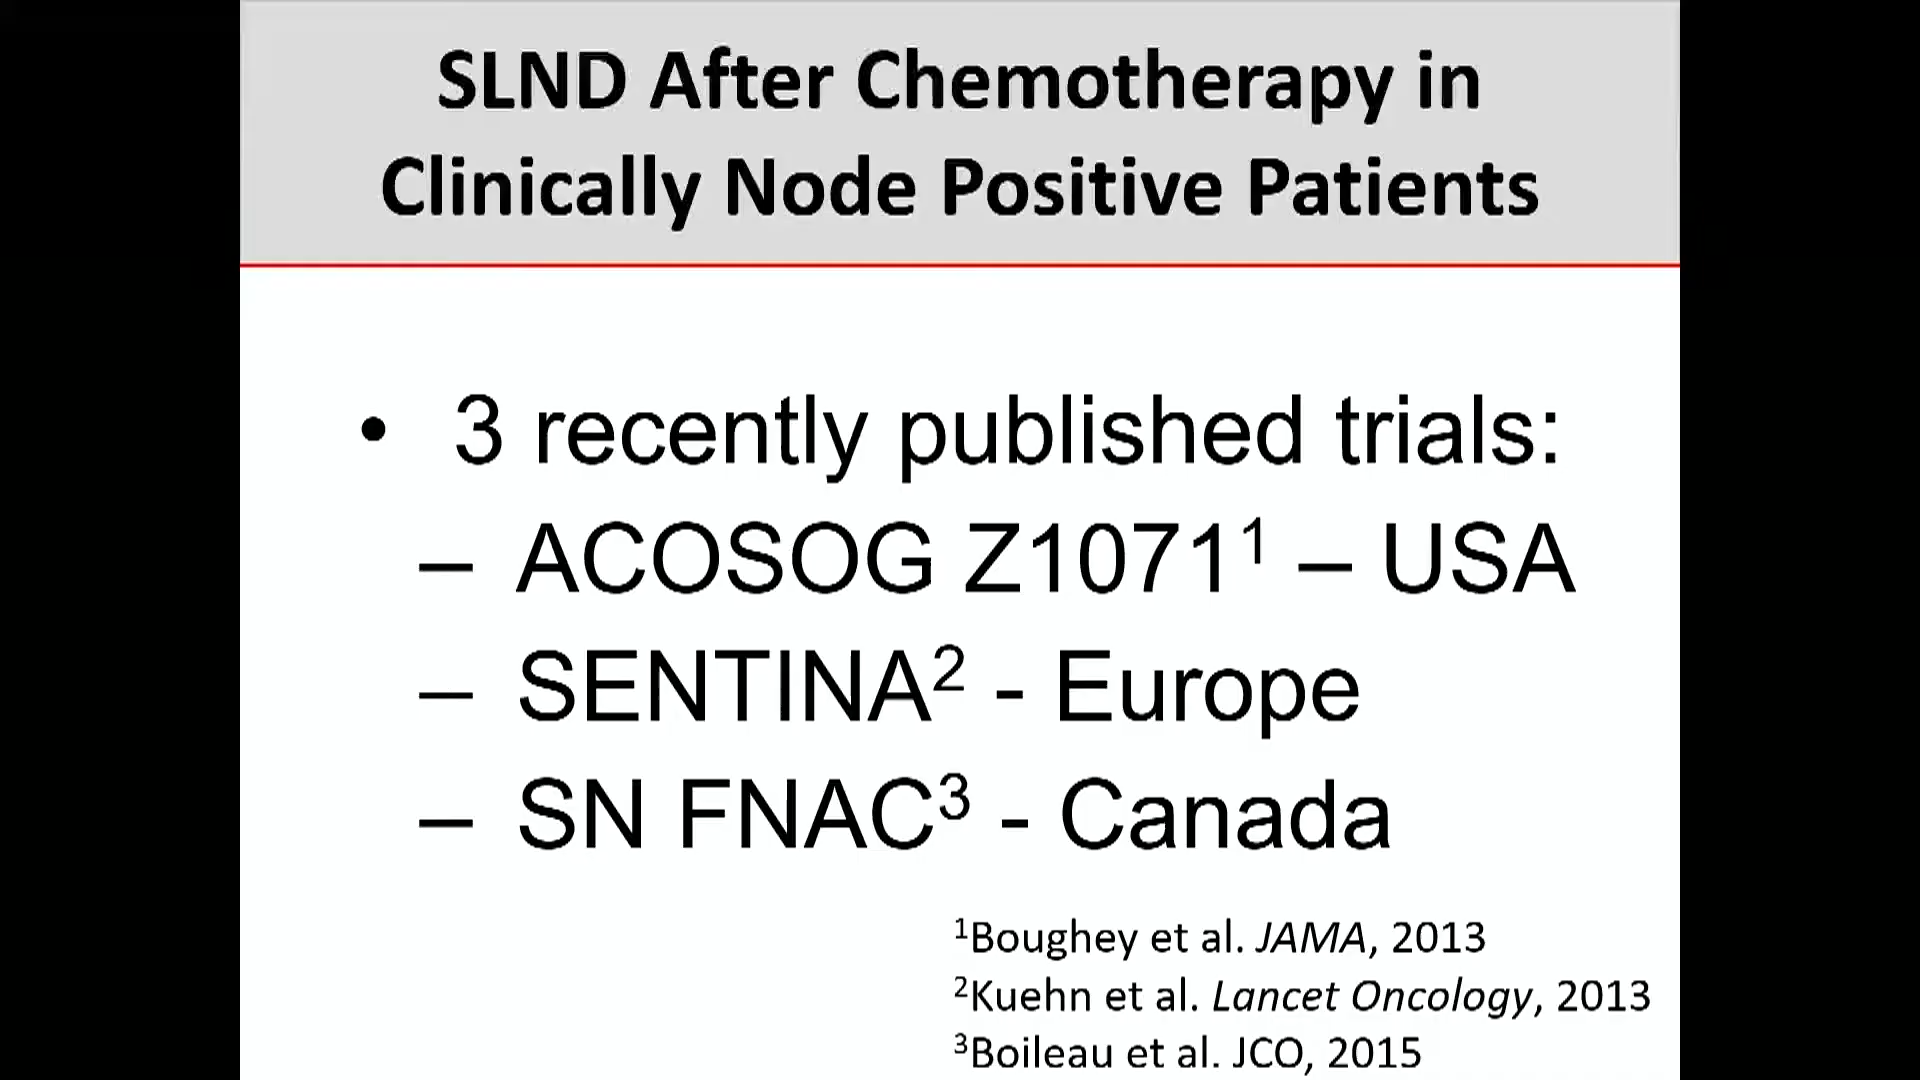 SLND After Chemotherapy in
Clinically Node Positive Patients
• 3 recently published trials:
– ACOSOG Z1071¹ – USA
– SENTINA² - Europe
– SN FNAC³ - Canada
¹Boughey et al. JAMA, 2013
²Kuehn et al. Lancet Oncology, 2013
³Boileau et al. JCO, 2015